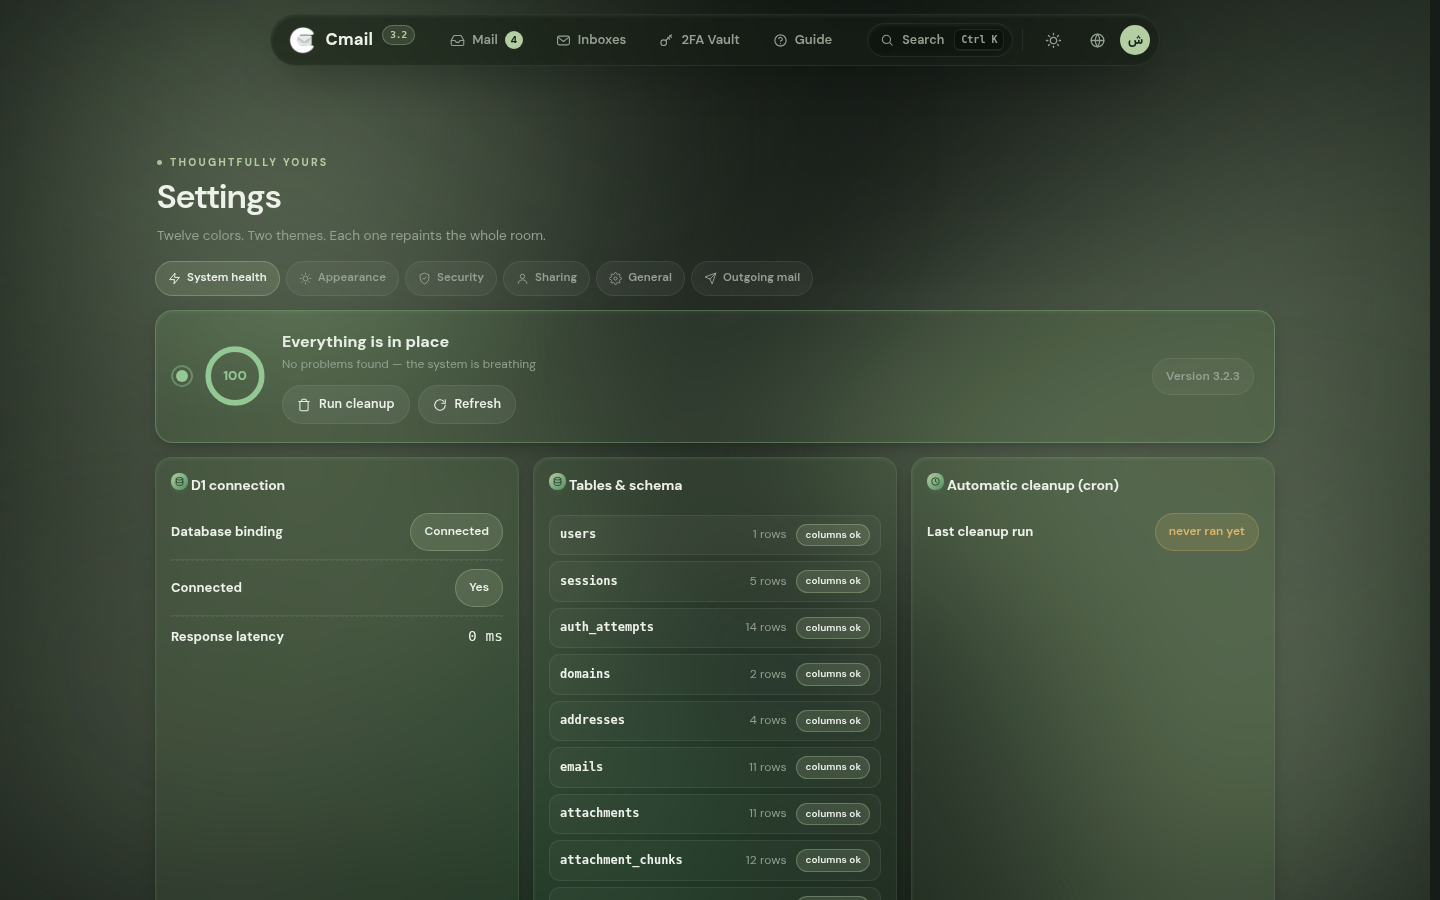 Cmail 3.2 Mail 4 Inboxes 2FA Vault Guide Search Ctrl K ش
THOUGHTFULLY YOURS
Settings
Twelve colors. Two themes. Each one repaints the whole room.
System health Appearance Security Sharing General Outgoing mail
Everything is in place
No problems found — the system is breathing
100
Run cleanup Refresh
Version 3.2.3
D1 connection
Database binding Connected
Connected Yes
Response latency 0 ms
Tables & schema
users 1 rows columns ok
sessions 5 rows columns ok
auth_attempts 14 rows columns ok
domains 2 rows columns ok
addresses 4 rows columns ok
emails 11 rows columns ok
attachments 11 rows columns ok
attachment_chunks 12 rows columns ok
Automatic cleanup (cron)
Last cleanup run never ran yet